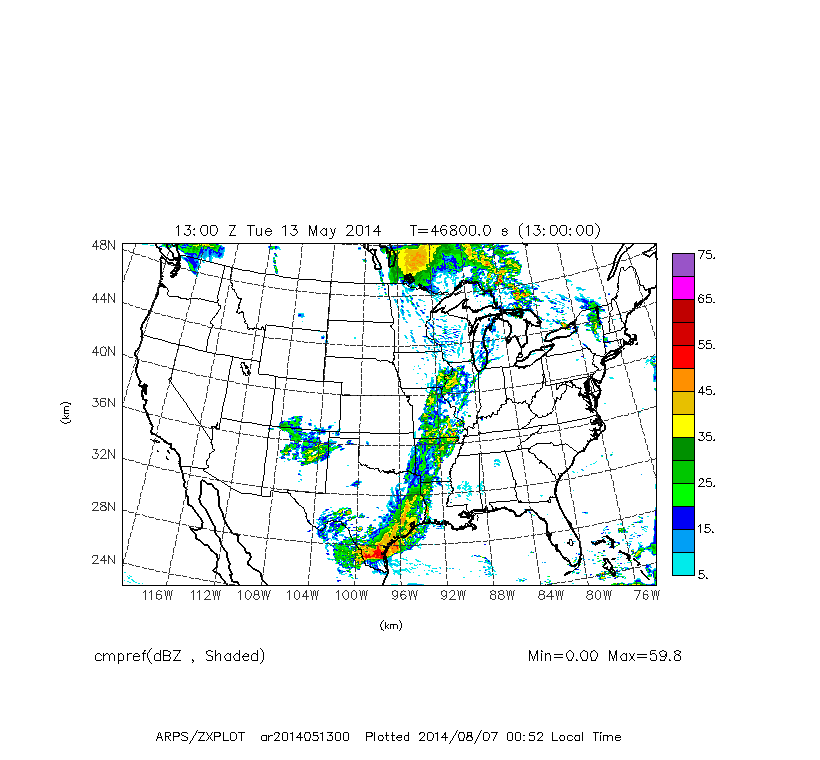 13:00 Z Tue 13 May 2014 T=46800.0 s (13:00:00)
48N
44N
40N
36N
32N
28N
24N
(km)
75.
65.
55.
45.
35.
25.
15.
5.
116W 112W 108W 104W 100W 96W 92W 88W 84W 80W 76W
(km)
cmpref(dBZ , Shaded) Min=0.00 Max=59.8
ARPS/ZXPLOT ar2014051300 Plotted 2014/08/07 00:52 Local Time